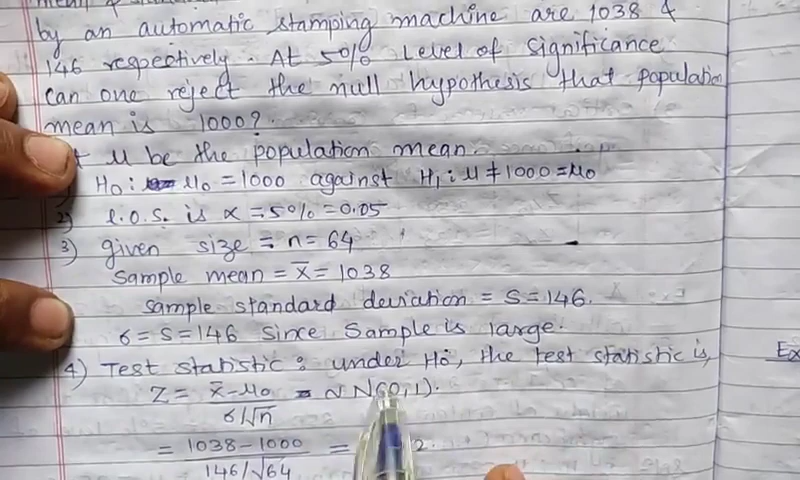 by an automatic stamping machine are 1038 &
146 respectively. At 5% Level of significance
can one reject the null hypothesis that population
mean is 1000?
μ be the population mean.
H₀: μ₀ = 1000 against H₁: μ ≠ 1000 = μ₀
2) l.o.s. is α = 5% = 0.05
3) given size = n = 64
Sample mean = x̄ = 1038
sample standard deviation = S = 146.
6 = S = 146 Since Sample is large.
4) Test Statistic: under H₀, the test statistic is,
Z = x̄ - μ₀ / 6/√n ~ N(0,1).
= 1038 - 1000 / 146/√64 =
Ex